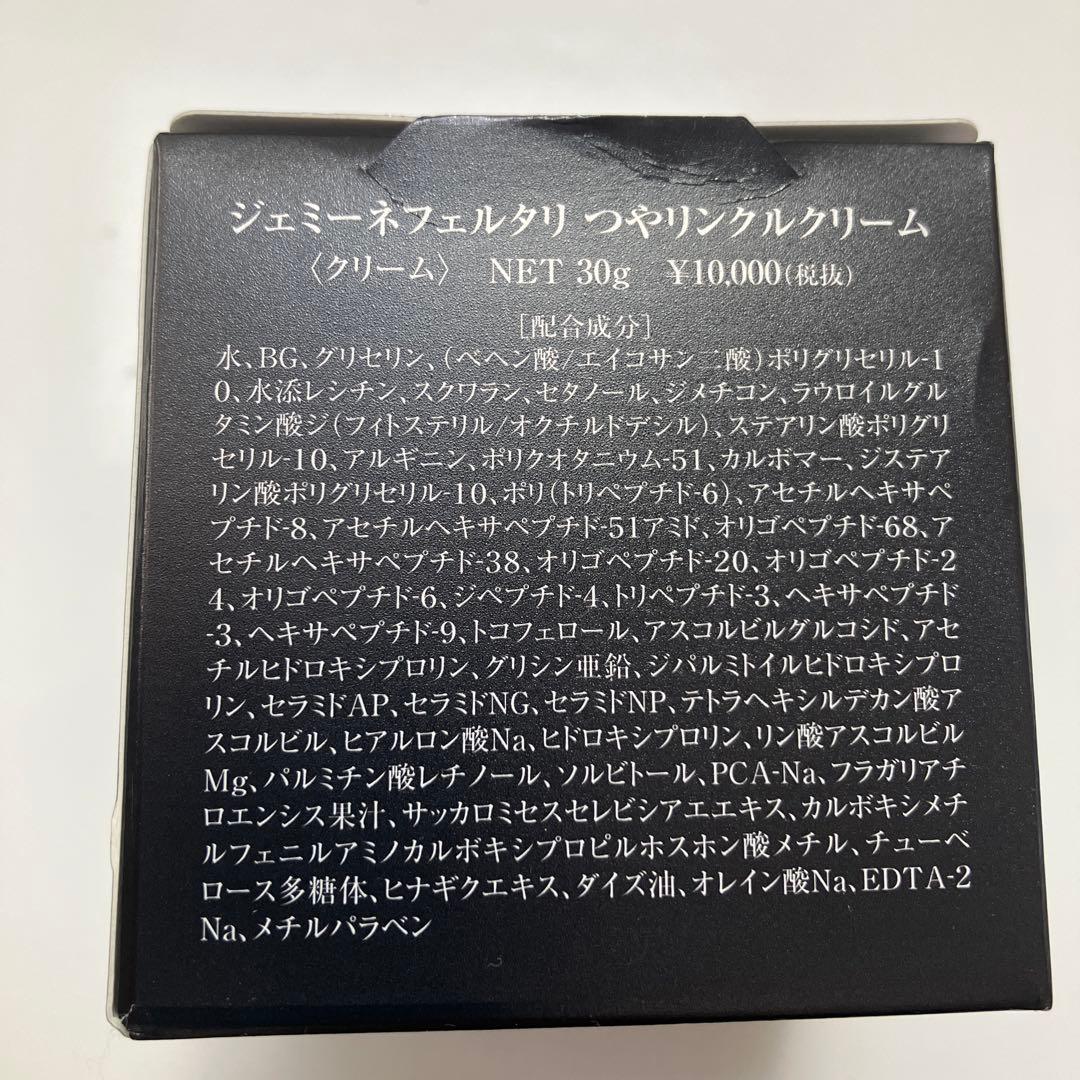 ジェミーネフェルタリ つやリンクルクリーム
〈クリーム〉 NET 30g ¥10,000(税抜)
[配合成分]
水、BG、グリセリン、(ベヘン酸/エイコサン二酸)ポリグリセリル-1
0、水添レシチン、スクワラン、セタノール、ジメチコン、ラウロイルグル
タミン酸ジ(フィトステリル/オクチルドデシル)、ステアリン酸ポリグリ
セリル-10、アルギニン、ポリクオタニウム-51、カルボマー、ジステア
リン酸ポリグリセリル-10、ポリ(トリペプチド-6)、アセチルヘキサペ
プチド-8、アセチルヘキサペプチド-51アミド、オリゴペプチド-68、ア
セチルヘキサペプチド-38、オリゴペプチド-20、オリゴペプチド-2
4、オリゴペプチド-6、ジペプチド-4、トリペプチド-3、ヘキサペプチド
-3、ヘキサペプチド-9、トコフェロール、アスコルビルグルコシド、アセ
チルヒドロキシプロリン、グリシン亜鉛、ジパルミトイルヒドロキシプロ
リン、セラミドAP、セラミドNG、セラミドNP、テトラヘキシルデカン酸ア
スコルビル、ヒアルロン酸Na、ヒドロキシプロリン、リン酸アスコルビル
Mg、パルミチン酸レチノール、ソルビトール、PCA-Na、フラガリアチ
ロエンシス果汁、サッカロミセスセレビシアエエキス、カルボキシメチ
ルフェニルアミノカルボキシプロピルホスホン酸メチル、チューベ
ロース多糖体、ヒナギクエキス、ダイズ油、オレイン酸Na、EDTA-2
Na、メチルパラベン